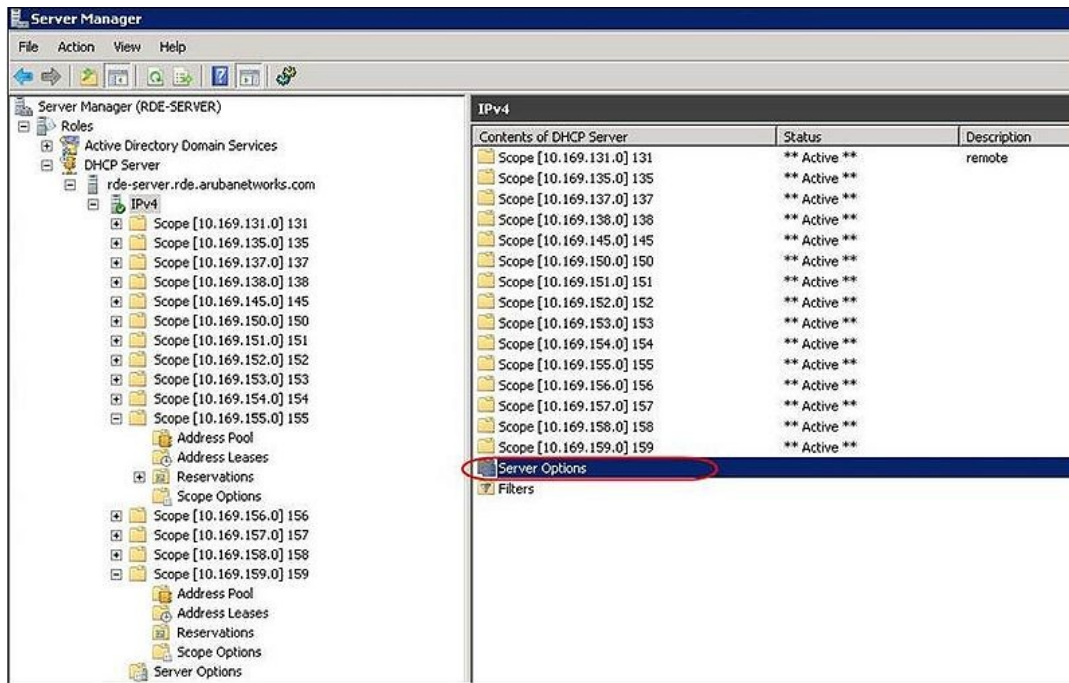 Server Manager
File Action View Help
Server Manager (RDE-SERVER)
Roles
Active Directory Domain Services
DHCP Server
rde-server.rde.arubanetworks.com
IPv4
Scope [10.169.131.0] 131
Scope [10.169.135.0] 135
Scope [10.169.137.0] 137
Scope [10.169.138.0] 138
Scope [10.169.145.0] 145
Scope [10.169.150.0] 150
Scope [10.169.151.0] 151
Scope [10.169.152.0] 152
Scope [10.169.153.0] 153
Scope [10.169.154.0] 154
Scope [10.169.155.0] 155
Address Pool
Address Leases
Reservations
Scope Options
Scope [10.169.156.0] 156
Scope [10.169.157.0] 157
Scope [10.169.158.0] 158
Scope [10.169.159.0] 159
Address Pool
Address Leases
Reservations
Scope Options
Server Options
IPv4
Contents of DHCP Server Status Description
Scope [10.169.131.0] 131 ** Active ** remote
Scope [10.169.135.0] 135 ** Active **
Scope [10.169.137.0] 137 ** Active **
Scope [10.169.138.0] 138 ** Active **
Scope [10.169.145.0] 145 ** Active **
Scope [10.169.150.0] 150 ** Active **
Scope [10.169.151.0] 151 ** Active **
Scope [10.169.152.0] 152 ** Active **
Scope [10.169.153.0] 153 ** Active **
Scope [10.169.154.0] 154 ** Active **
Scope [10.169.155.0] 155 ** Active **
Scope [10.169.156.0] 156 ** Active **
Scope [10.169.157.0] 157 ** Active **
Scope [10.169.158.0] 158 ** Active **
Scope [10.169.159.0] 159 ** Active **
Server Options
Filters